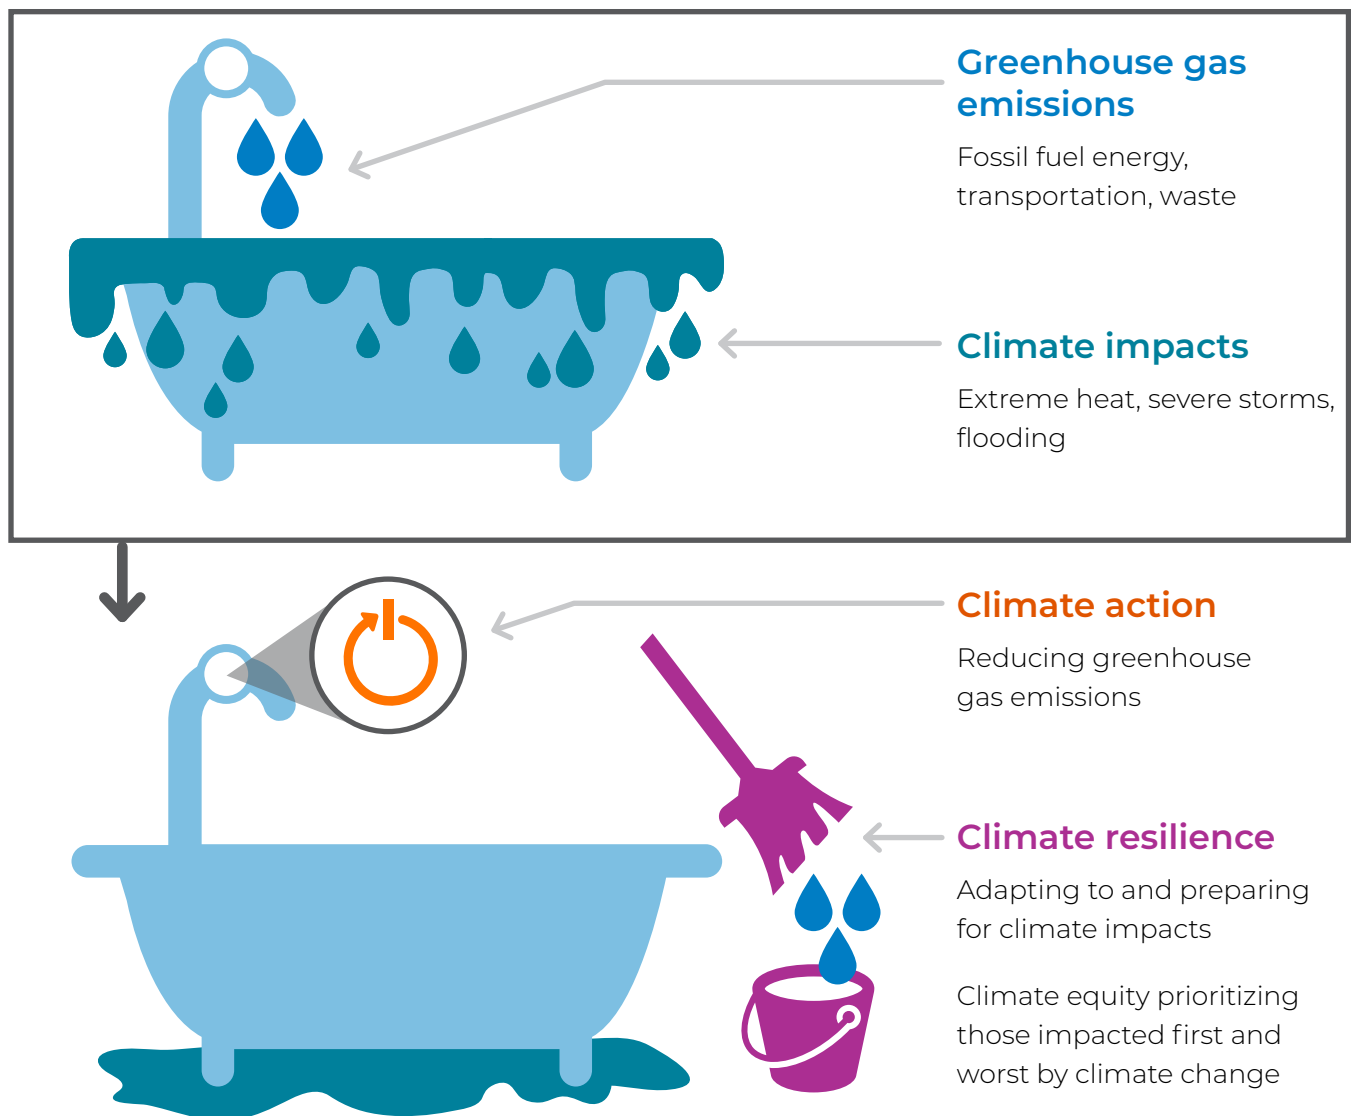 Greenhouse gas
emissions
Fossil fuel energy,
transportation, waste
Climate impacts
Extreme heat, severe storms,
flooding
Climate action
Reducing greenhouse
gas emissions
Climate resilience
Adapting to and preparing
for climate impacts
Climate equity prioritizing
those impacted first and
worst by climate change